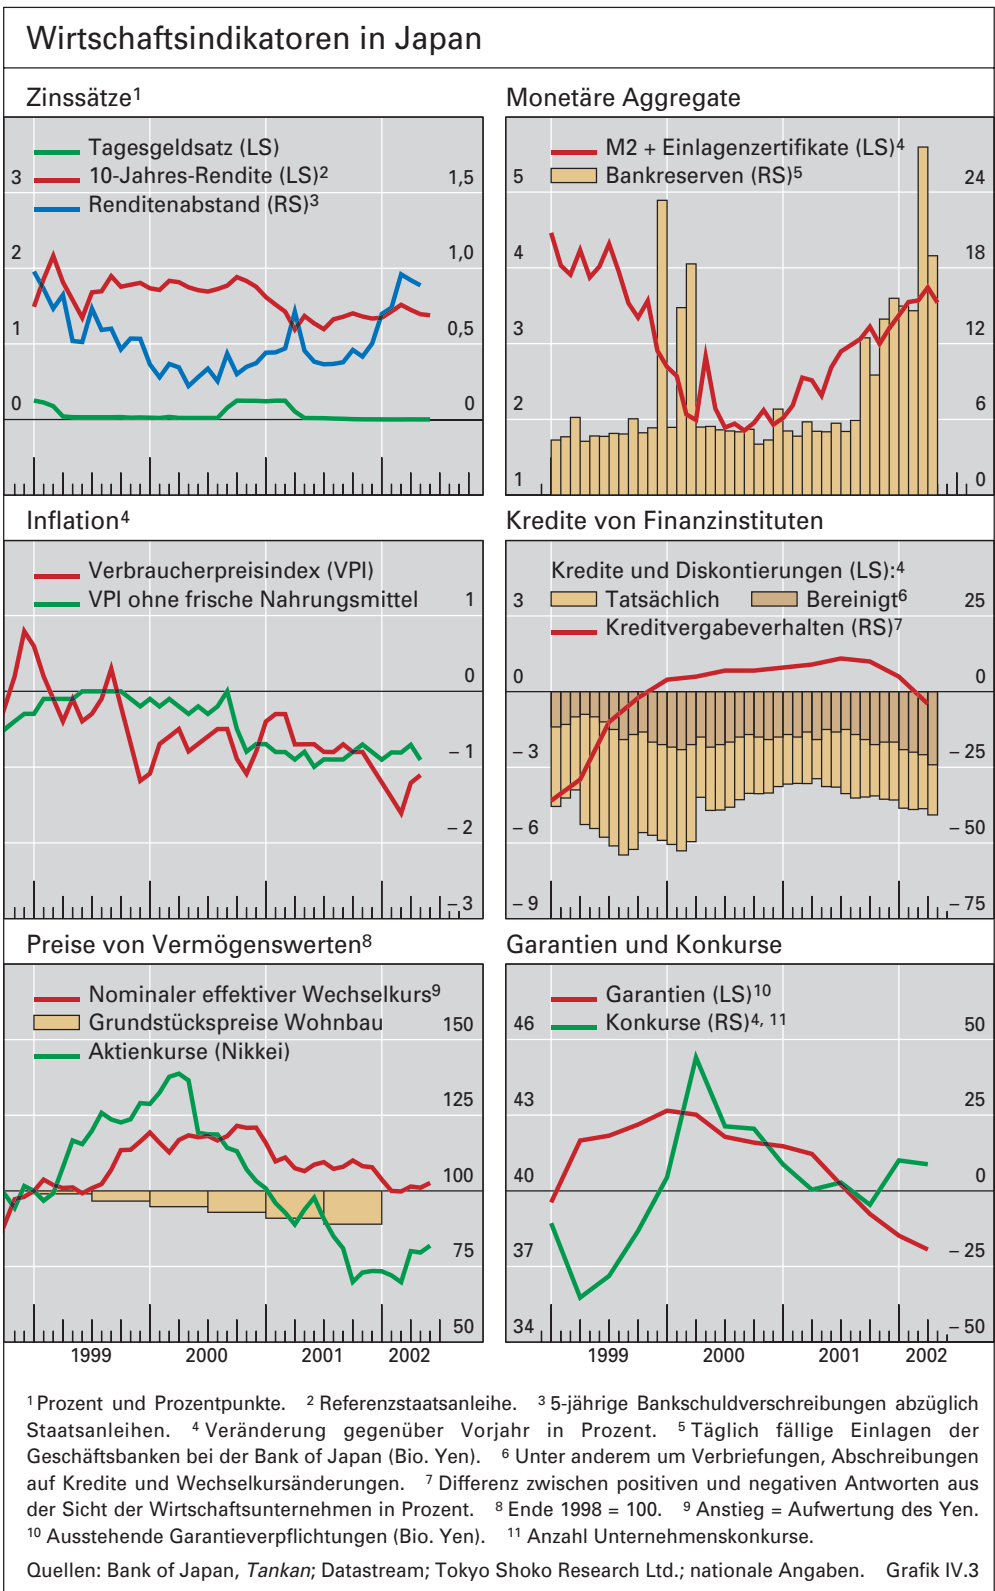 Wirtschaftsindikatoren in Japan
Zinssätze¹
Tagesgeldsatz (LS)
10-Jahres-Rendite (LS)²
Renditenabstand (RS)³
3
2
1
0
1,5
1,0
0,5
0
Monetäre Aggregate
M2 + Einlagenzertifikate (LS)⁴
Bankreserven (RS)⁵
5
4
3
2
1
24
18
12
6
0
Inflation⁴
Verbraucherpreisindex (VPI)
VPI ohne frische Nahrungsmittel
1
0
– 1
– 2
– 3
Kredite von Finanzinstituten
Kredite und Diskontierungen (LS):⁴
Tatsächlich Bereinigt⁶
Kreditvergabeverhalten (RS)⁷
3
0
– 3
– 6
– 9
25
0
– 25
– 50
– 75
Preise von Vermögenswerten⁸
Nominaler effektiver Wechselkurs⁹
Grundstückspreise Wohnbau
Aktienkurse (Nikkei)
150
125
100
75
50
1999 2000 2001 2002
Garantien und Konkurse
Garantien (LS)¹⁰
Konkurse (RS)⁴, ¹¹
46
43
40
37
34
50
25
0
– 25
– 50
1999 2000 2001 2002
¹ Prozent und Prozentpunkte. ² Referenzstaatsanleihe. ³ 5-jährige Bankschuldverschreibungen abzüglich
Staatsanleihen. ⁴ Veränderung gegenüber Vorjahr in Prozent. ⁵ Täglich fällige Einlagen der
Geschäftsbanken bei der Bank of Japan (Bio. Yen). ⁶ Unter anderem um Verbriefungen, Abschreibungen
auf Kredite und Wechselkursänderungen. ⁷ Differenz zwischen positiven und negativen Antworten aus
der Sicht der Wirtschaftsunternehmen in Prozent. ⁸ Ende 1998 = 100. ⁹ Anstieg = Aufwertung des Yen.
¹⁰ Ausstehende Garantieverpflichtungen (Bio. Yen). ¹¹ Anzahl Unternehmenskonkurse.
Quellen: Bank of Japan, Tankan; Datastream; Tokyo Shoko Research Ltd.; nationale Angaben. Grafik IV.3